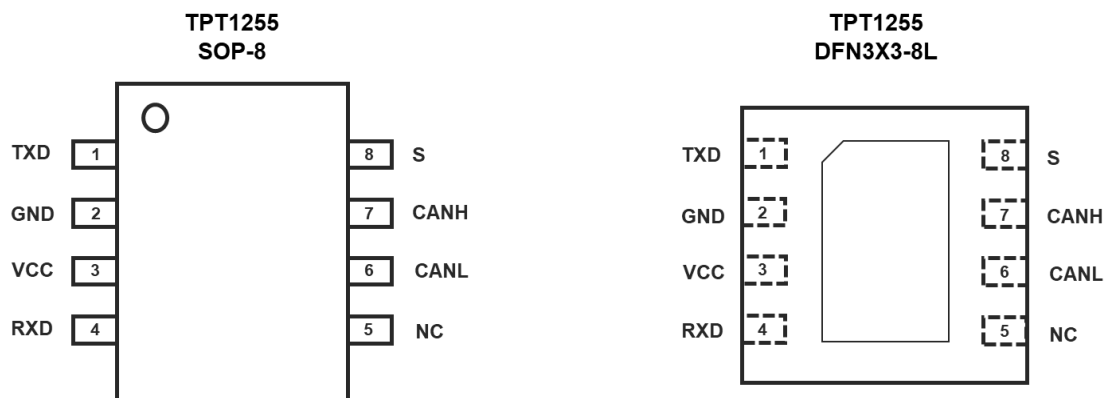 TPT1255
SOP-8
TXD 1 8 S
GND 2 7 CANH
VCC 3 6 CANL
RXD 4 5 NC
TPT1255
DFN3X3-8L
TXD 1 8 S
GND 2 7 CANH
VCC 3 6 CANL
RXD 4 5 NC